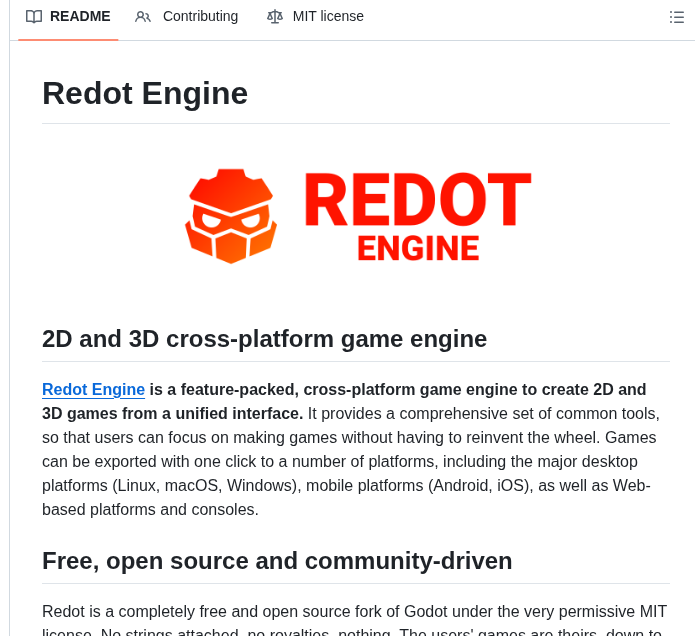 README
Contributing
MIT license
Redot Engine
REDOT
ENGINE
2D and 3D cross-platform game engine
Redot Engine is a feature-packed, cross-platform game engine to create 2D and
3D games from a unified interface. It provides a comprehensive set of common tools,
so that users can focus on making games without having to reinvent the wheel. Games
can be exported with one click to a number of platforms, including the major desktop
platforms (Linux, macOS, Windows), mobile platforms (Android, iOS), as well as Web-
based platforms and consoles.
Free, open source and community-driven
Redot is a completely free and open source fork of Godot under the very permissive MIT
license. No strings attached, no royalties, nothing. The users' games are theirs, down to